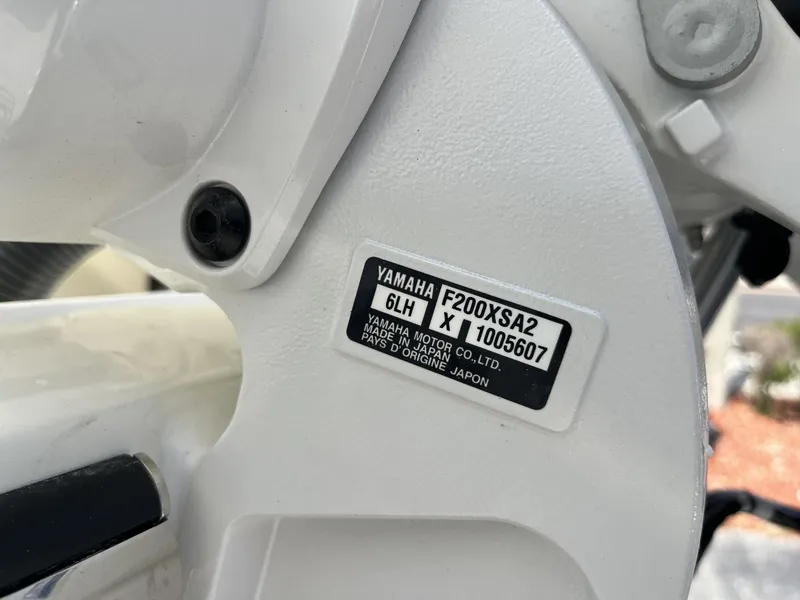 YAMAHA F200XSA2
6LH X 1005607
YAMAHA MOTOR CO.,LTD.
MADE IN JAPAN
PAYS D'ORIGINE JAPON